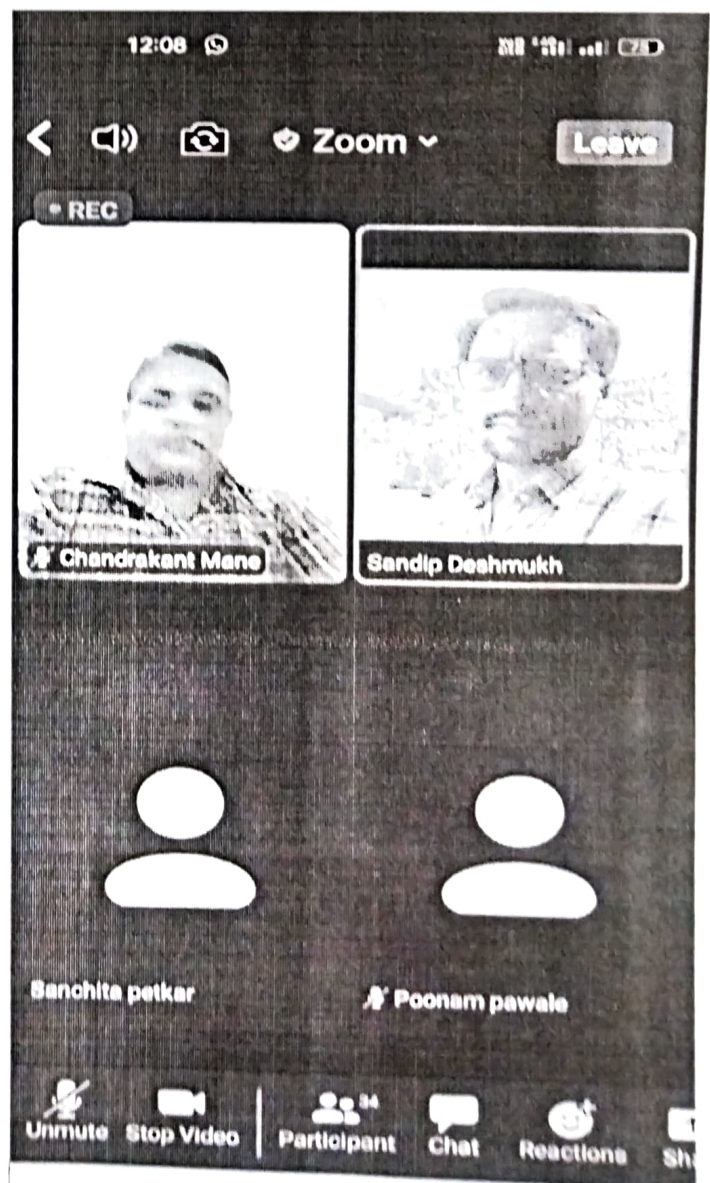 12:08
Zoom Leave
REC
Chandrakant Mane Sandip Deshmukh
Sanchita petkar Poonam pawale
34
Unmute Stop Video Participant Chat Reactions Sha